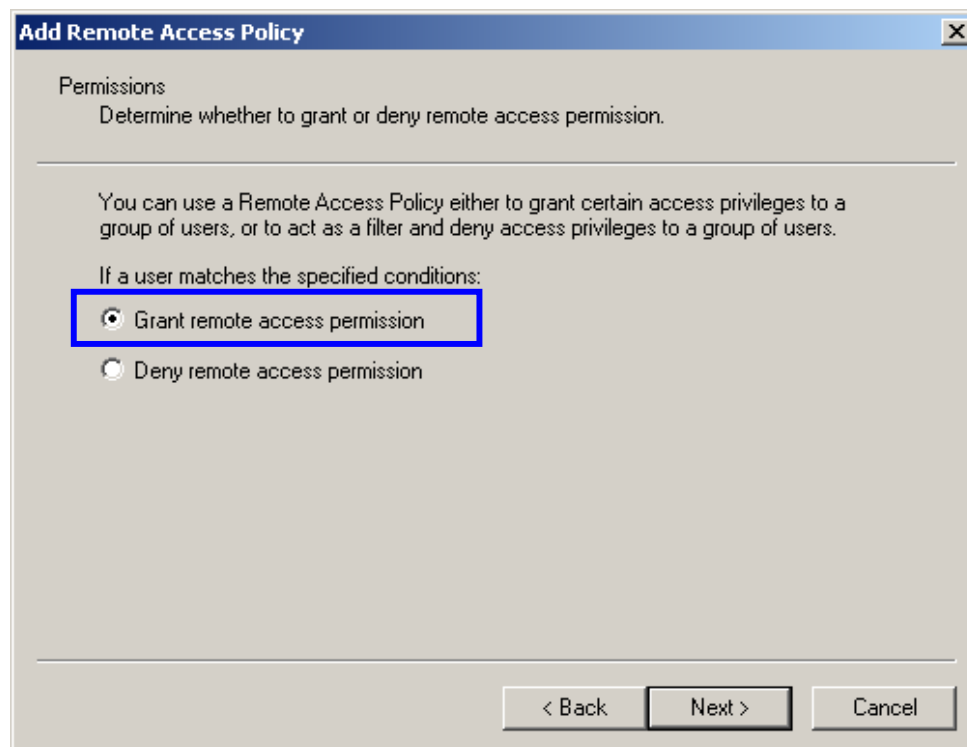 Add Remote Access Policy
Permissions
Determine whether to grant or deny remote access permission.
You can use a Remote Access Policy either to grant certain access privileges to a
group of users, or to act as a filter and deny access privileges to a group of users.
If a user matches the specified conditions:
Grant remote access permission
Deny remote access permission
< Back
Next >
Cancel